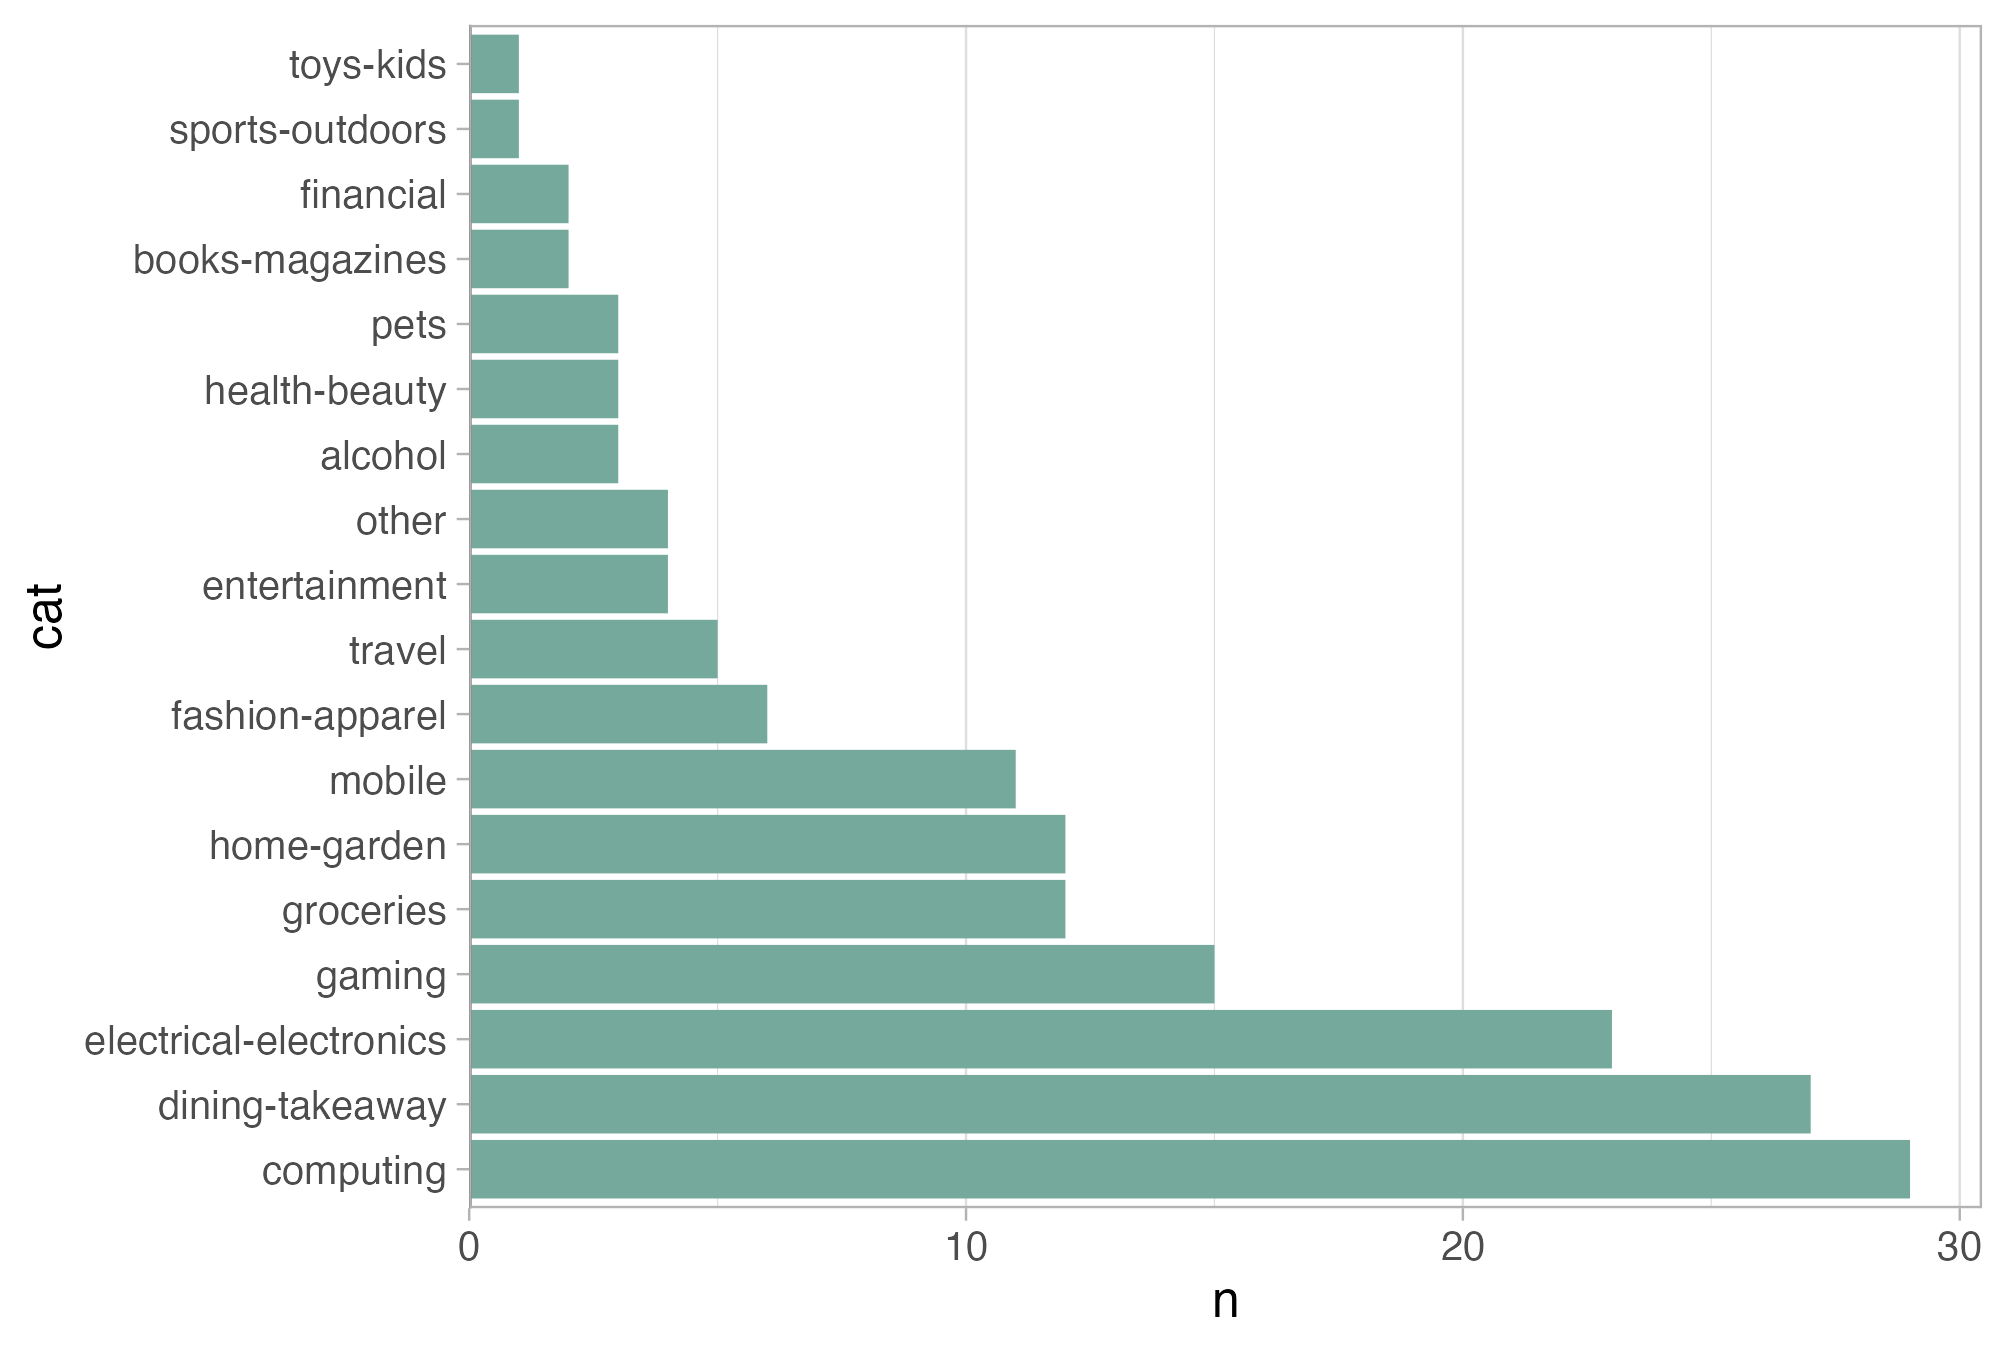 toys-kids
sports-outdoors
financial
books-magazines
pets
health-beauty
alcohol
other
entertainment
travel
fashion-apparel
mobile
home-garden
groceries
gaming
electrical-electronics
dining-takeaway
computing
cat
0 10 20 30
n